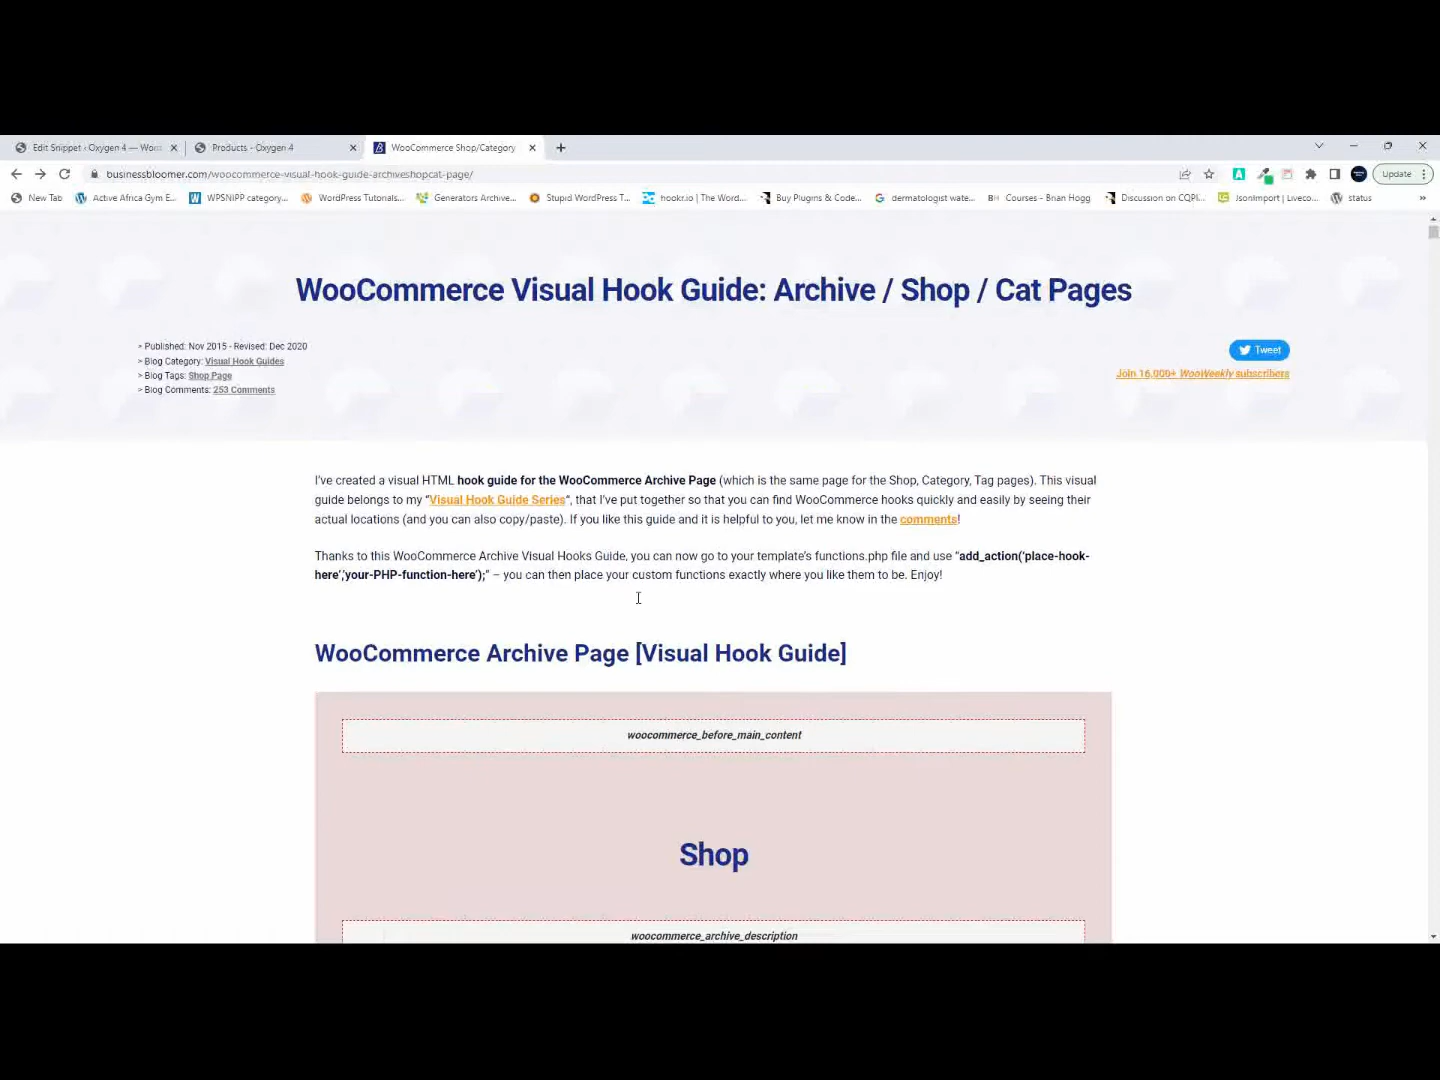 Edit Snippet ‹ Oxygen 4 — Woo
Products - Oxygen 4
WooCommerce Shop/Category
businessbloomer.com/woocommerce-visual-hook-guide-archiveshopcat-page/
Update
New Tab
Active Africa Gym E...
WPSNIPP category...
WordPress Tutorials...
Generators Archive...
Stupid WordPress T...
hookr.io | The Word...
Buy Plugins & Code...
dermatologist wate...
Courses - Brian Hogg
Discussion on CQPI...
JsonImport | Liveco...
status
WooCommerce Visual Hook Guide: Archive / Shop / Cat Pages
> Published: Nov 2015 - Revised: Dec 2020
> Blog Category: Visual Hook Guides
> Blog Tags: Shop Page
> Blog Comments: 253 Comments
Tweet
Join 16,000+ WooWeekly subscribers
I've created a visual HTML hook guide for the WooCommerce Archive Page (which is the same page for the Shop, Category, Tag pages). This visual
guide belongs to my “Visual Hook Guide Series“, that I've put together so that you can find WooCommerce hooks quickly and easily by seeing their
actual locations (and you can also copy/paste). If you like this guide and it is helpful to you, let me know in the comments!
Thanks to this WooCommerce Archive Visual Hooks Guide, you can now go to your template's functions.php file and use “add_action(‘place-hook-
here’,’your-PHP-function-here’);” – you can then place your custom functions exactly where you like them to be. Enjoy!
WooCommerce Archive Page [Visual Hook Guide]
woocommerce_before_main_content
Shop
woocommerce_archive_description